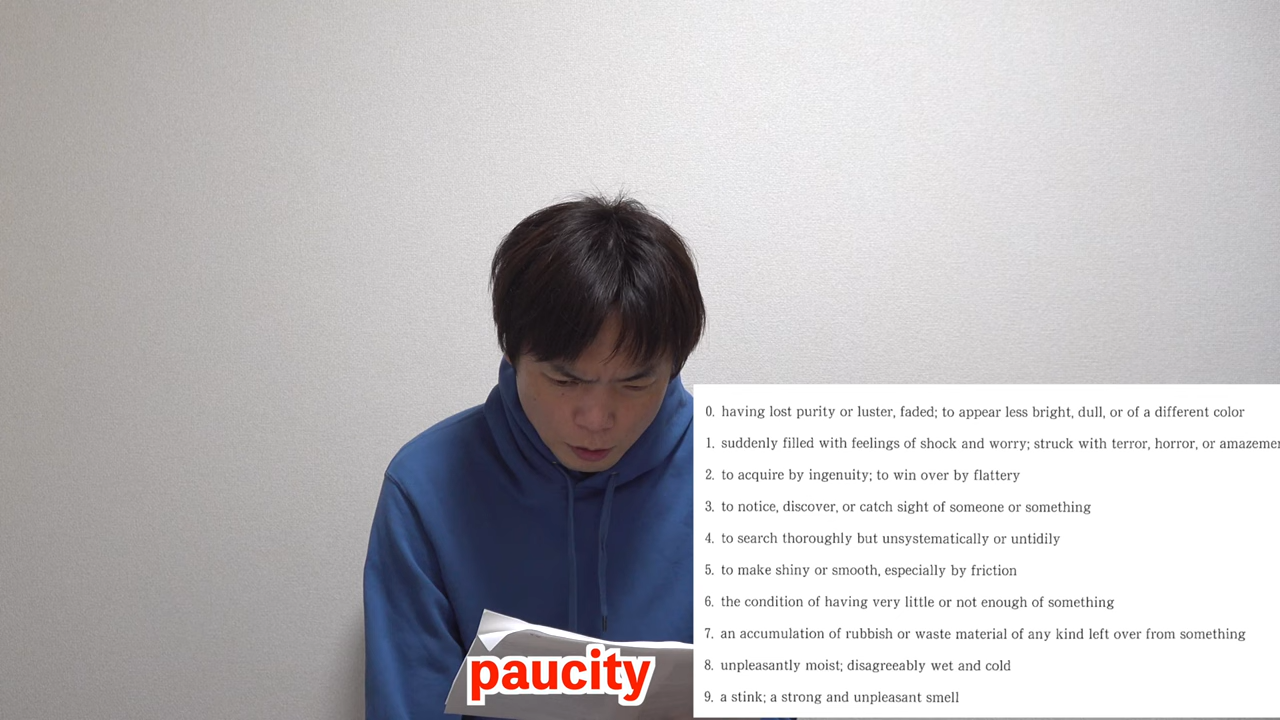 0. having lost purity or luster, faded; to appear less bright, dull, or of a different color
1. suddenly filled with feelings of shock and worry; struck with terror, horror, or
2. to acquire by ingenuity; to win over by flattery
3. to notice, discover, or catch sight of someone or something
4. to search thoroughly but unsystematically or untidily
5. to make shiny or smooth, especially by friction
6. the condition of having very little or not enough of something
7. an accumulation of rubbish or waste material of any kind left over from something
8. unpleasantly moist; disagreeably wet and cold
9. a stink; a strong and unpleasant smell
paucity